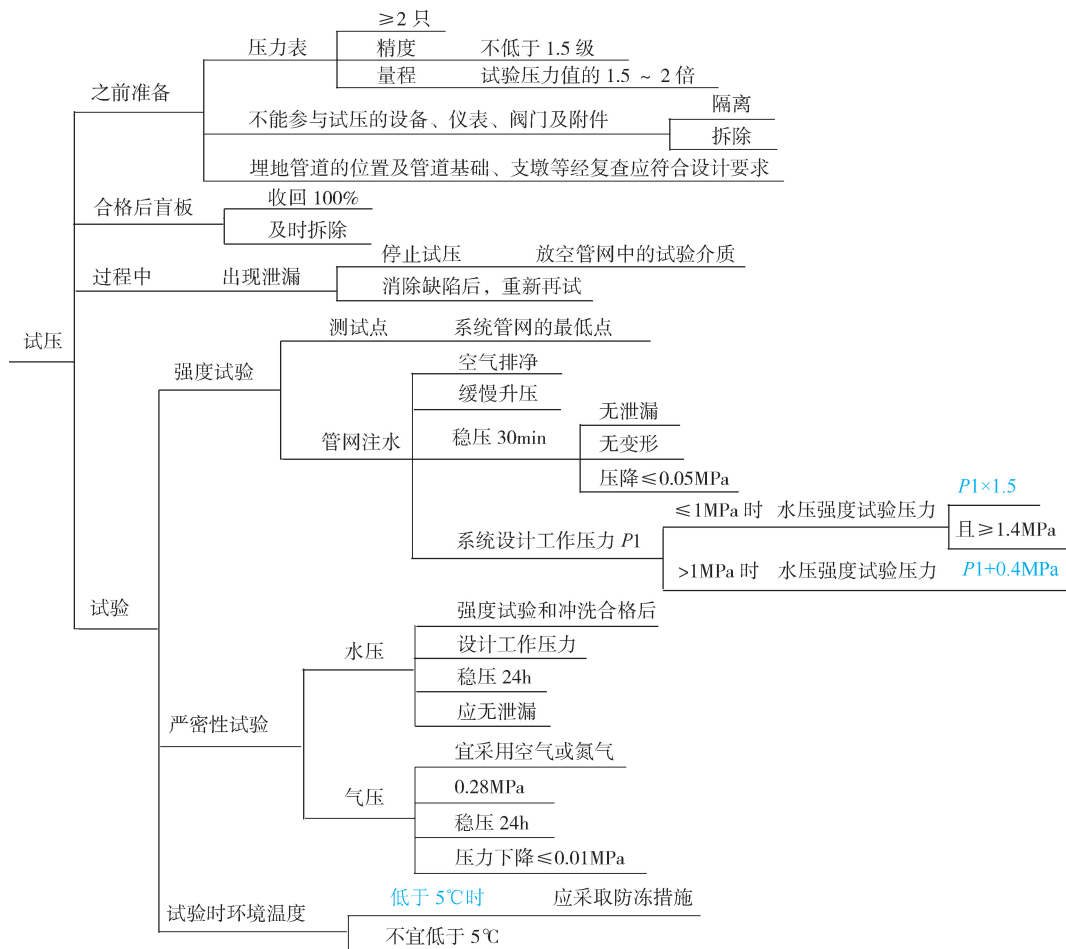 试压
之前准备
压力表
≥2 只
精度 不低于 1.5 级
量程 试验压力值的 1.5 ~ 2 倍
不能参与试压的设备、仪表、阀门及附件
隔离
拆除
埋地管道的位置及管道基础、支墩等经复查应符合设计要求
合格后盲板
收回 100%
及时拆除
过程中 出现泄漏
停止试压 放空管网中的试验介质
消除缺陷后，重新再试
试验
强度试验
测试点 系统管网的最低点
管网注水
空气排净
缓慢升压
稳压 30min
无泄漏
无变形
压降≤0.05MPa
系统设计工作压力 P1
≤1MPa 时 水压强度试验压力
P1×1.5
且≥1.4MPa
>1MPa 时 水压强度试验压力 P1+0.4MPa
严密性试验
水压
强度试验和冲洗合格后
设计工作压力
稳压 24h
应无泄漏
气压
宜采用空气或氮气
0.28MPa
稳压 24h
压力下降≤0.01MPa
试验时环境温度
低于 5℃时 应采取防冻措施
不宜低于 5℃